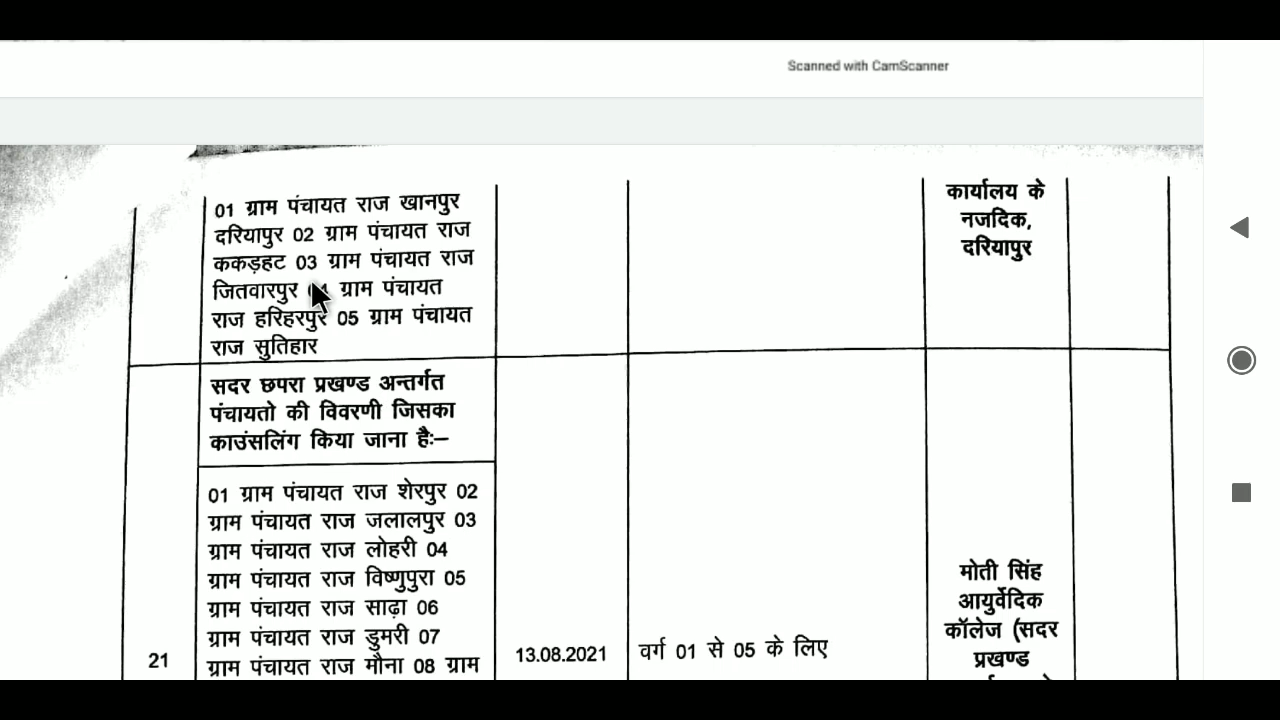 Scanned with CamScanner
01 ग्राम पंचायत राज खानपुर
दरियापुर 02 ग्राम पंचायत राज
ककड़हट 03 ग्राम पंचायत राज
जितवारपुर ग्राम पंचायत
राज हरिहरपुर 05 ग्राम पंचायत
राज सुतिहार
कार्यालय के
नजदिक,
दरियापुर
सदर छपरा प्रखण्ड अन्तर्गत
पंचायतो की विवरणी जिसका
काउंसलिंग किया जाना हैः–
21
01 ग्राम पंचायत राज शेरपुर 02
ग्राम पंचायत राज जलालपुर 03
ग्राम पंचायत राज लोहरी 04
ग्राम पंचायत राज विष्णुपुरा 05
ग्राम पंचायत राज साढ़ा 06
ग्राम पंचायत राज डुमरी 07
ग्राम पंचायत राज मौना 08 ग्राम
13.08.2021
वर्ग 01 से 05 के लिए
मोती सिंह
आयुर्वेदिक
कॉलेज (सदर
प्रखण्ड